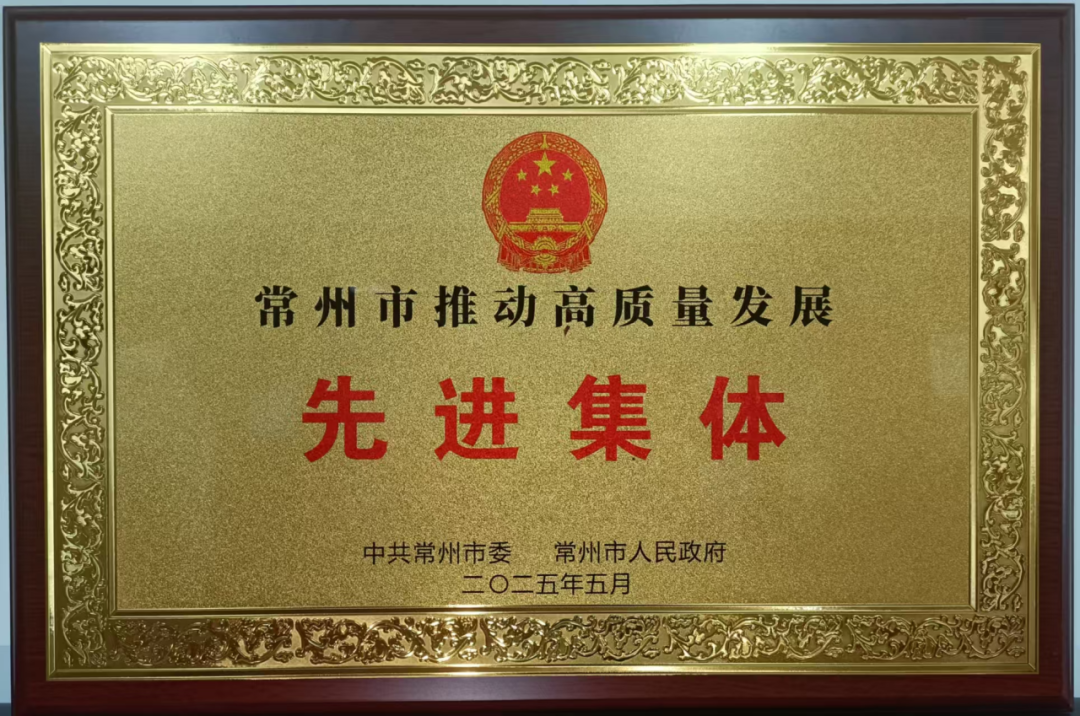 常州市推动高质量发展
先进集体
中共常州市委 常州市人民政府
二〇二五年五月